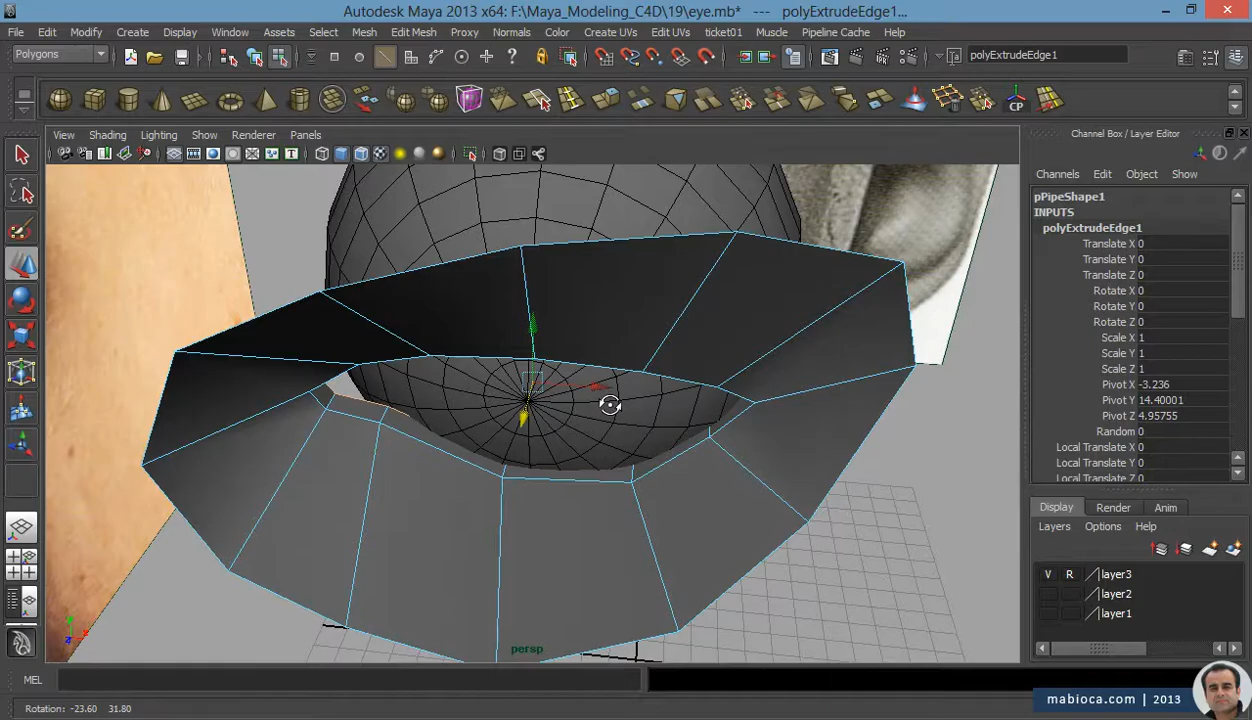 Autodesk Maya 2013 x64: F:\Maya_Modeling_C4D\19\eye.mb* --- polyExtrudeEdge1...
File Edit Modify Create Display Window Assets Select Mesh Edit Mesh Proxy Normals Color Create UVs Edit UVs ticket01 Muscle Pipeline Cache Help
Polygons
polyExtrudeEdge1
CP
View Shading Lighting Show Renderer Panels
Channel Box / Layer Editor
Channels Edit Object Show
pPipeShape1
INPUTS
polyExtrudeEdge1
Translate X 0
Translate Y 0
Translate Z 0
Rotate X 0
Rotate Y 0
Rotate Z 0
Scale X 1
Scale Y 1
Scale Z 1
Pivot X -3.236
Pivot Y 14.40001
Pivot Z 4.95755
Random 0
Local Translate X 0
Local Translate Y 0
Local Translate Z 0
Display Render Anim
Layers Options Help
V R layer3
layer2
layer1
persp
MEL
mabioca.com | 2013
Rotation: -23.60 31.80